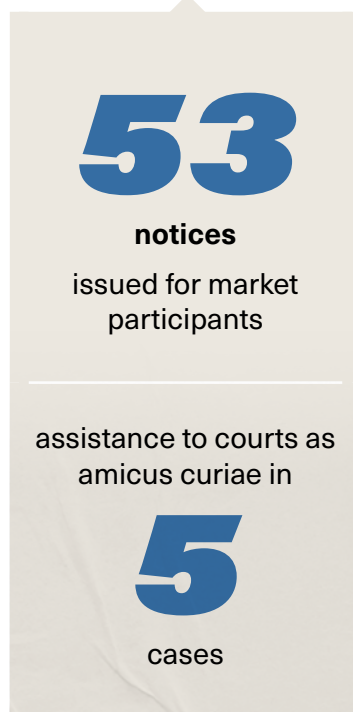 53
notices
issued for market
participants
assistance to courts as
amicus curiae in
5
cases